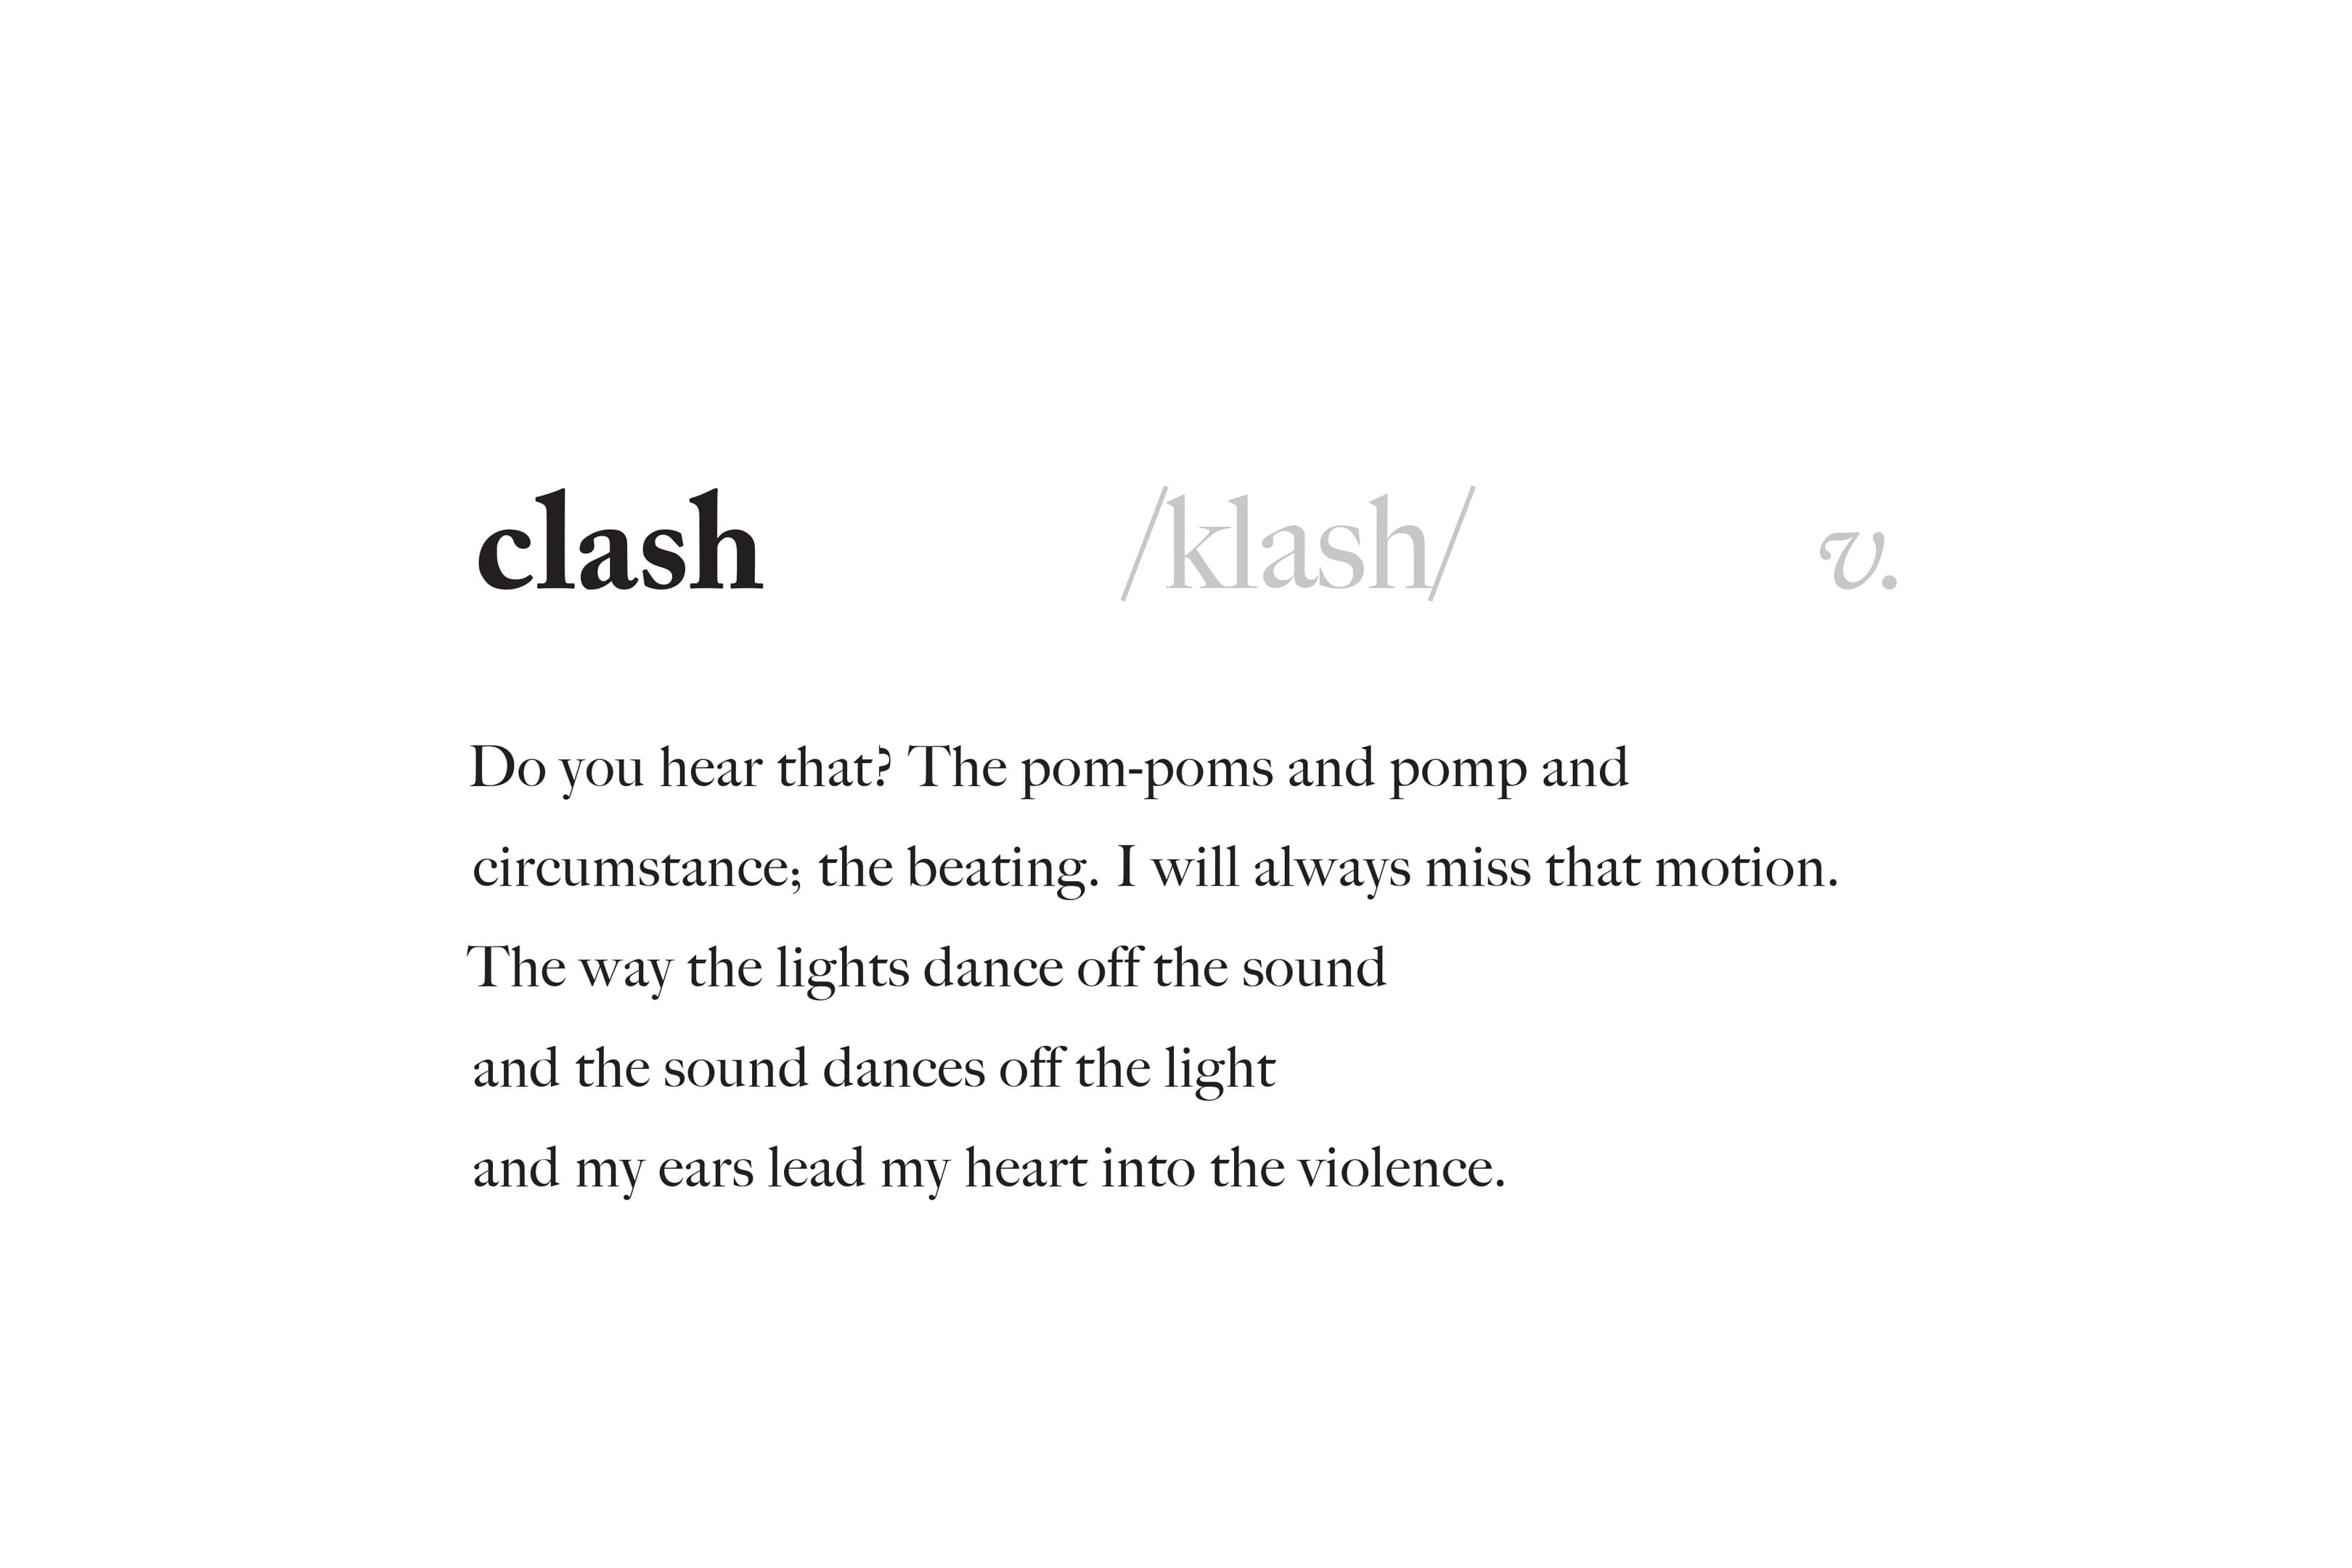 clash /klash/ v.
Do you hear that? The pom-poms and pomp and
circumstance; the beating. I will always miss that motion.
The way the lights dance off the sound
and the sound dances off the light
and my ears lead my heart into the violence.